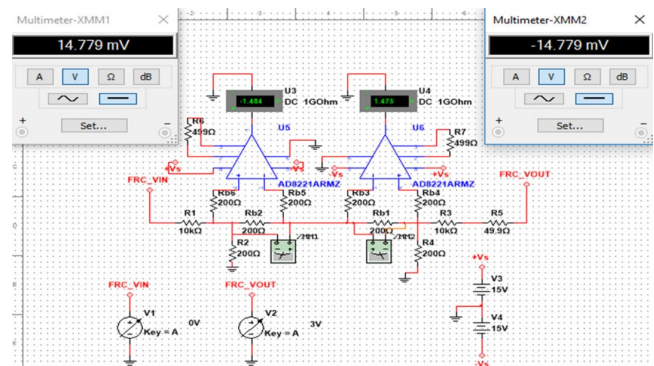 Multimeter-XMM1
14.779 mV
A V Ω dB
+ Set... -
Multimeter-XMM2
-14.779 mV
A V Ω dB
+ Set... -
U3
-1.484 DC 1GOhm
U4
1.475 DC 1GOhm
R6
499Ω
U5
U6
R7
499Ω
+Vs
-Vs
-Vs
+Vs
AD8221ARMZ
AD8221ARMZ
FRC_VIN
FRC_VOUT
Rb6
200Ω
Rb5
200Ω
Rb3
200Ω
Rb4
200Ω
R1
10kΩ
Rb2
200Ω
Rb1
200Ω
R3
10kΩ
R5
49.9Ω
R2
200Ω
XMM1
XMM2
R4
200Ω
FRC_VIN
FRC_VOUT
+Vs
V3
15V
V4
15V
-Vs
V1
0V
Key = A
V2
3V
Key = A